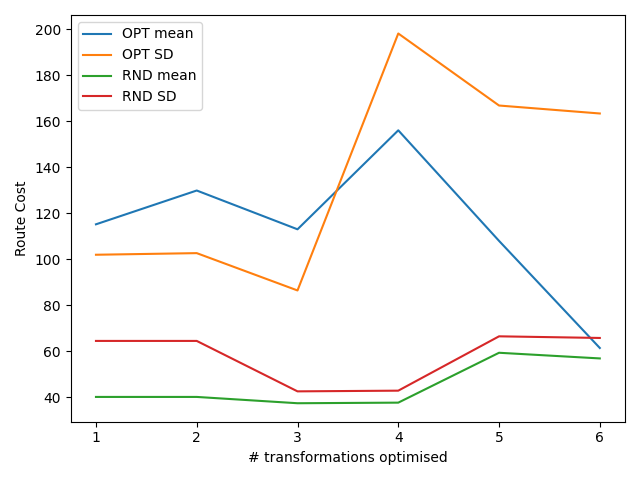 OPT mean
OPT SD
RND mean
RND SD
200
180
160
140
120
100
80
60
40
Route Cost
1 2 3 4 5 6
# transformations optimised